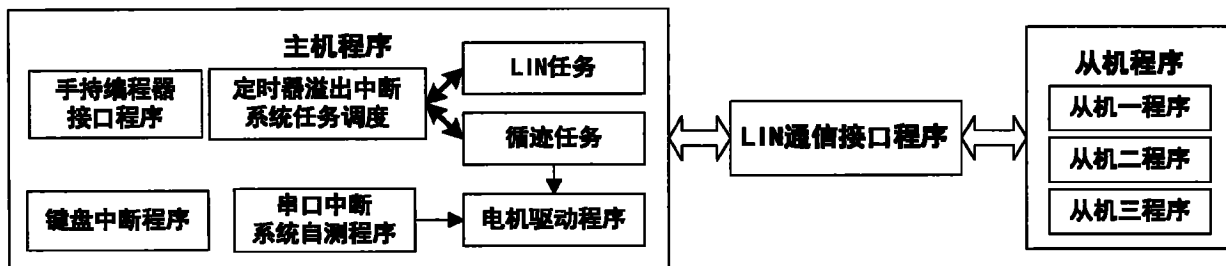 主机程序
手持编程器
接口程序
定时器溢出中断
系统任务调度
LIN任务
循迹任务
键盘中断程序
串口中断
系统自测程序
电机驱动程序
LIN通信接口程序
从机程序
从机一程序
从机二程序
从机三程序